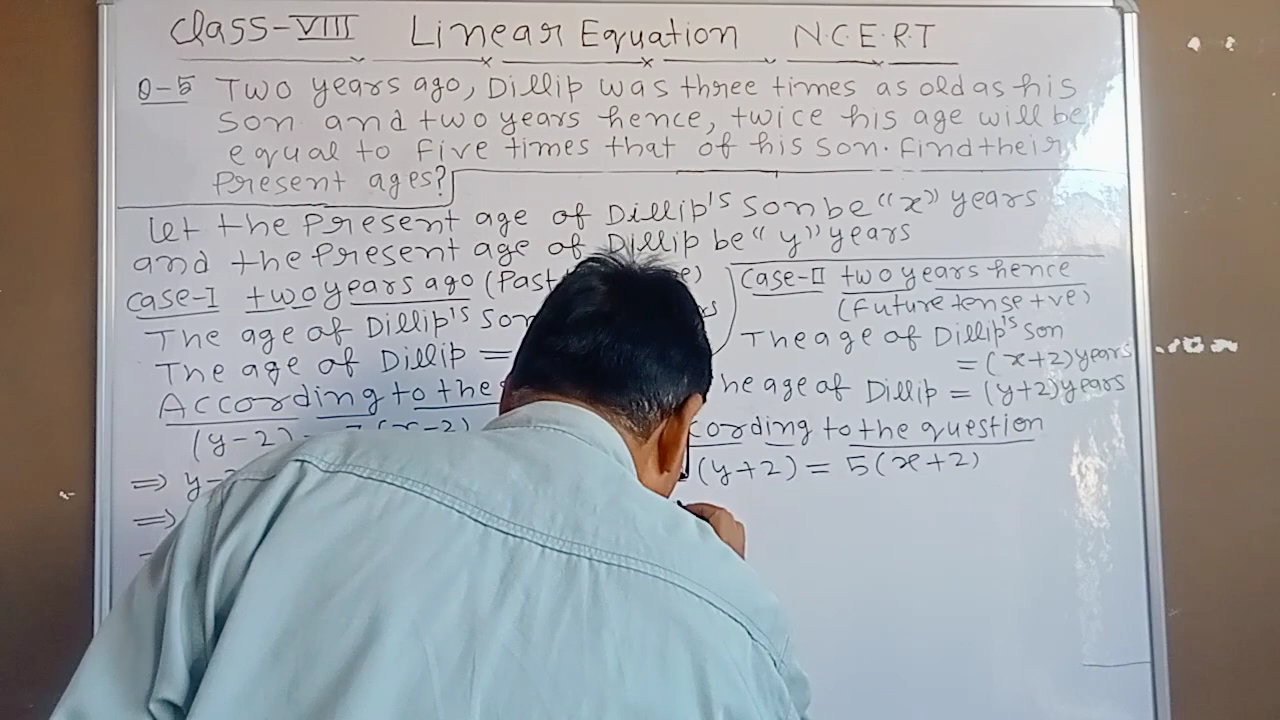 Class-VIII Linear Equation N.C.E.R.T
Q-5 Two years ago, Dillip was three times as old as his
son and two years hence, twice his age will be
equal to five times that of his son. Find their
Present ages?
Let the Present age of Dillip's Son be "x" years
and the Present age of Dillip be "y" years
Case-I two years ago (Past
The age of Dillip's Son
The age of Dillip =
According to the
(y-2)
⇒ y-
⇒
Case-II two years hence
(Future tense +ve)
The age of Dillip's Son
= (x+2) years
he age of Dillip = (y+2) years
cording to the question
(y+2) = 5(x+2)